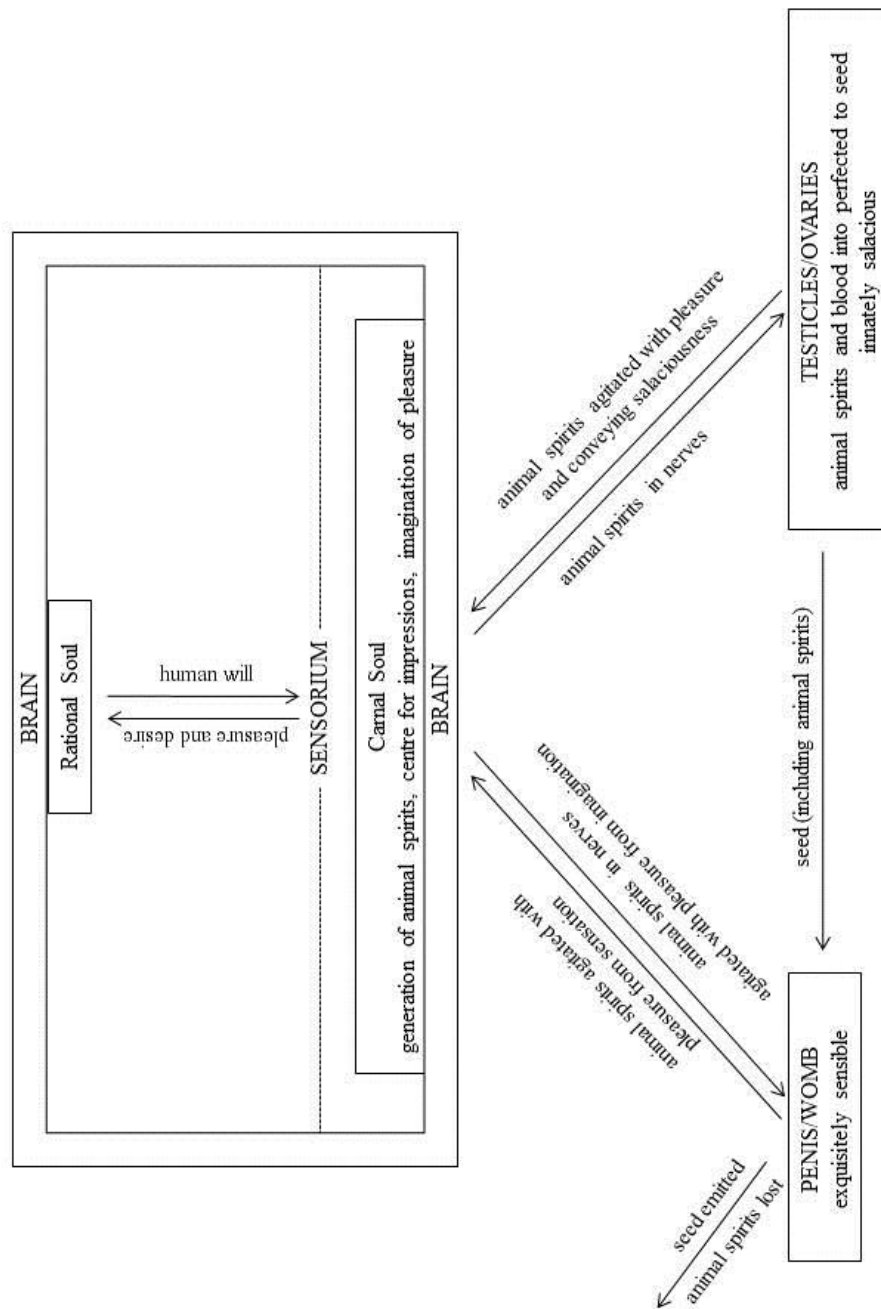 BRAIN
Rational Soul
pleasure and desire
human will
SENSORIUM
Carnal Soul
generation of animal spirits, centre for impressions, imagination of pleasure
BRAIN
animal spirits agitated with
pleasure from sensation
animal spirits in nerves
agitated with pleasure from imagination
animal spirits agitated with pleasure
and conveying salaciousness
animal spirits in nerves
seed emitted
animal spirits lost
PENIS/WOMB
exquisitely sensible
seed (including animal spirits)
TESTICLES/OVARIES
animal spirits and blood into perfected to seed
innately salacious